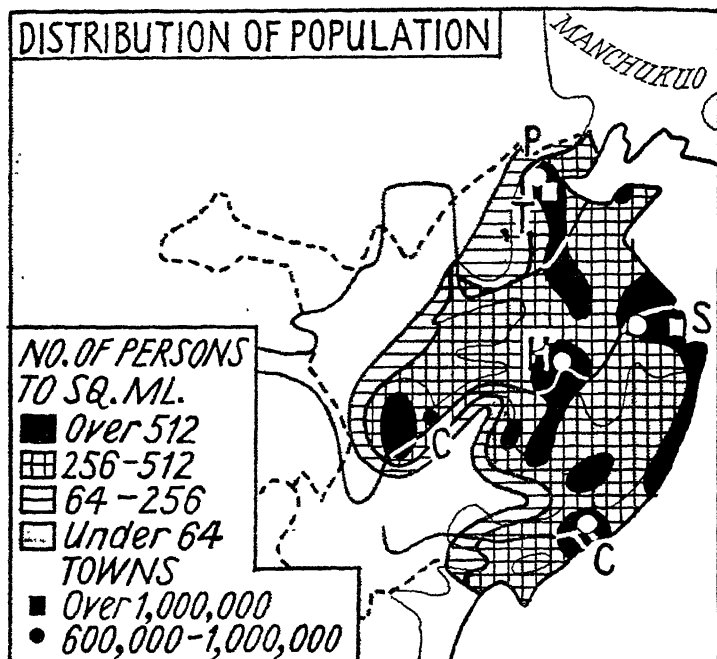 DISTRIBUTION OF POPULATION
MANCHUKUO
P
T
S
H
C
C
NO. OF PERSONS
TO SQ. ML.
Over 512
256-512
64-256
Under 64
TOWNS
Over 1,000,000
600,000-1,000,000